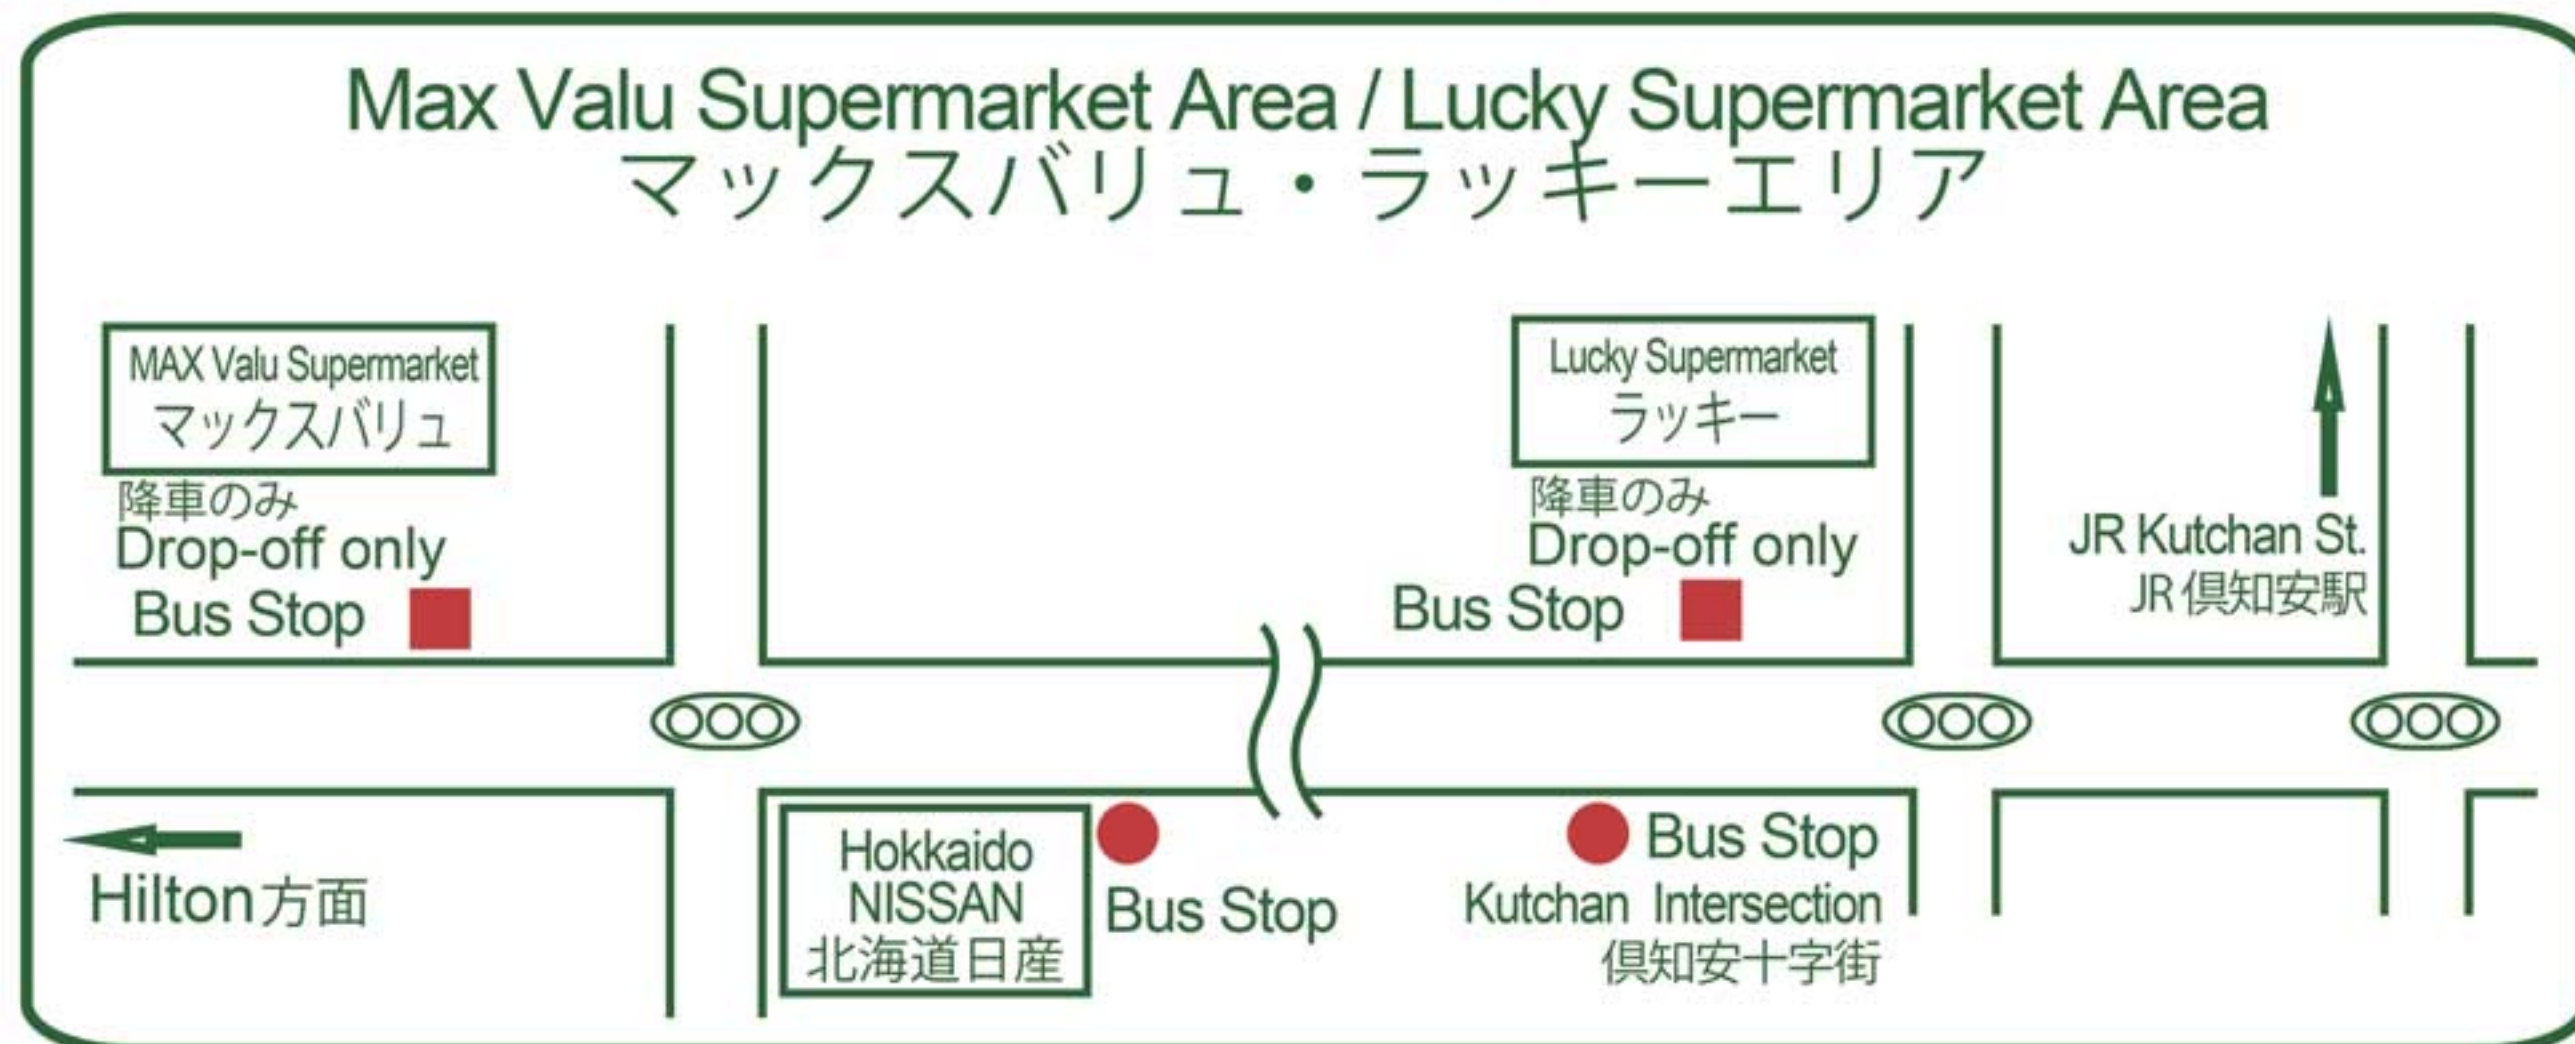 Max Valu Supermarket Area / Lucky Supermarket Area
マックスバリュ・ラッキーエリア
MAX Valu Supermarket
マックスバリュ
降車のみ
Drop-off only
Bus Stop
Lucky Supermarket
ラッキー
降車のみ
Drop-off only
Bus Stop
JR Kutchan St.
JR倶知安駅
Hilton方面
Hokkaido
NISSAN
北海道日産
Bus Stop
Bus Stop
Kutchan Intersection
倶知安十字街